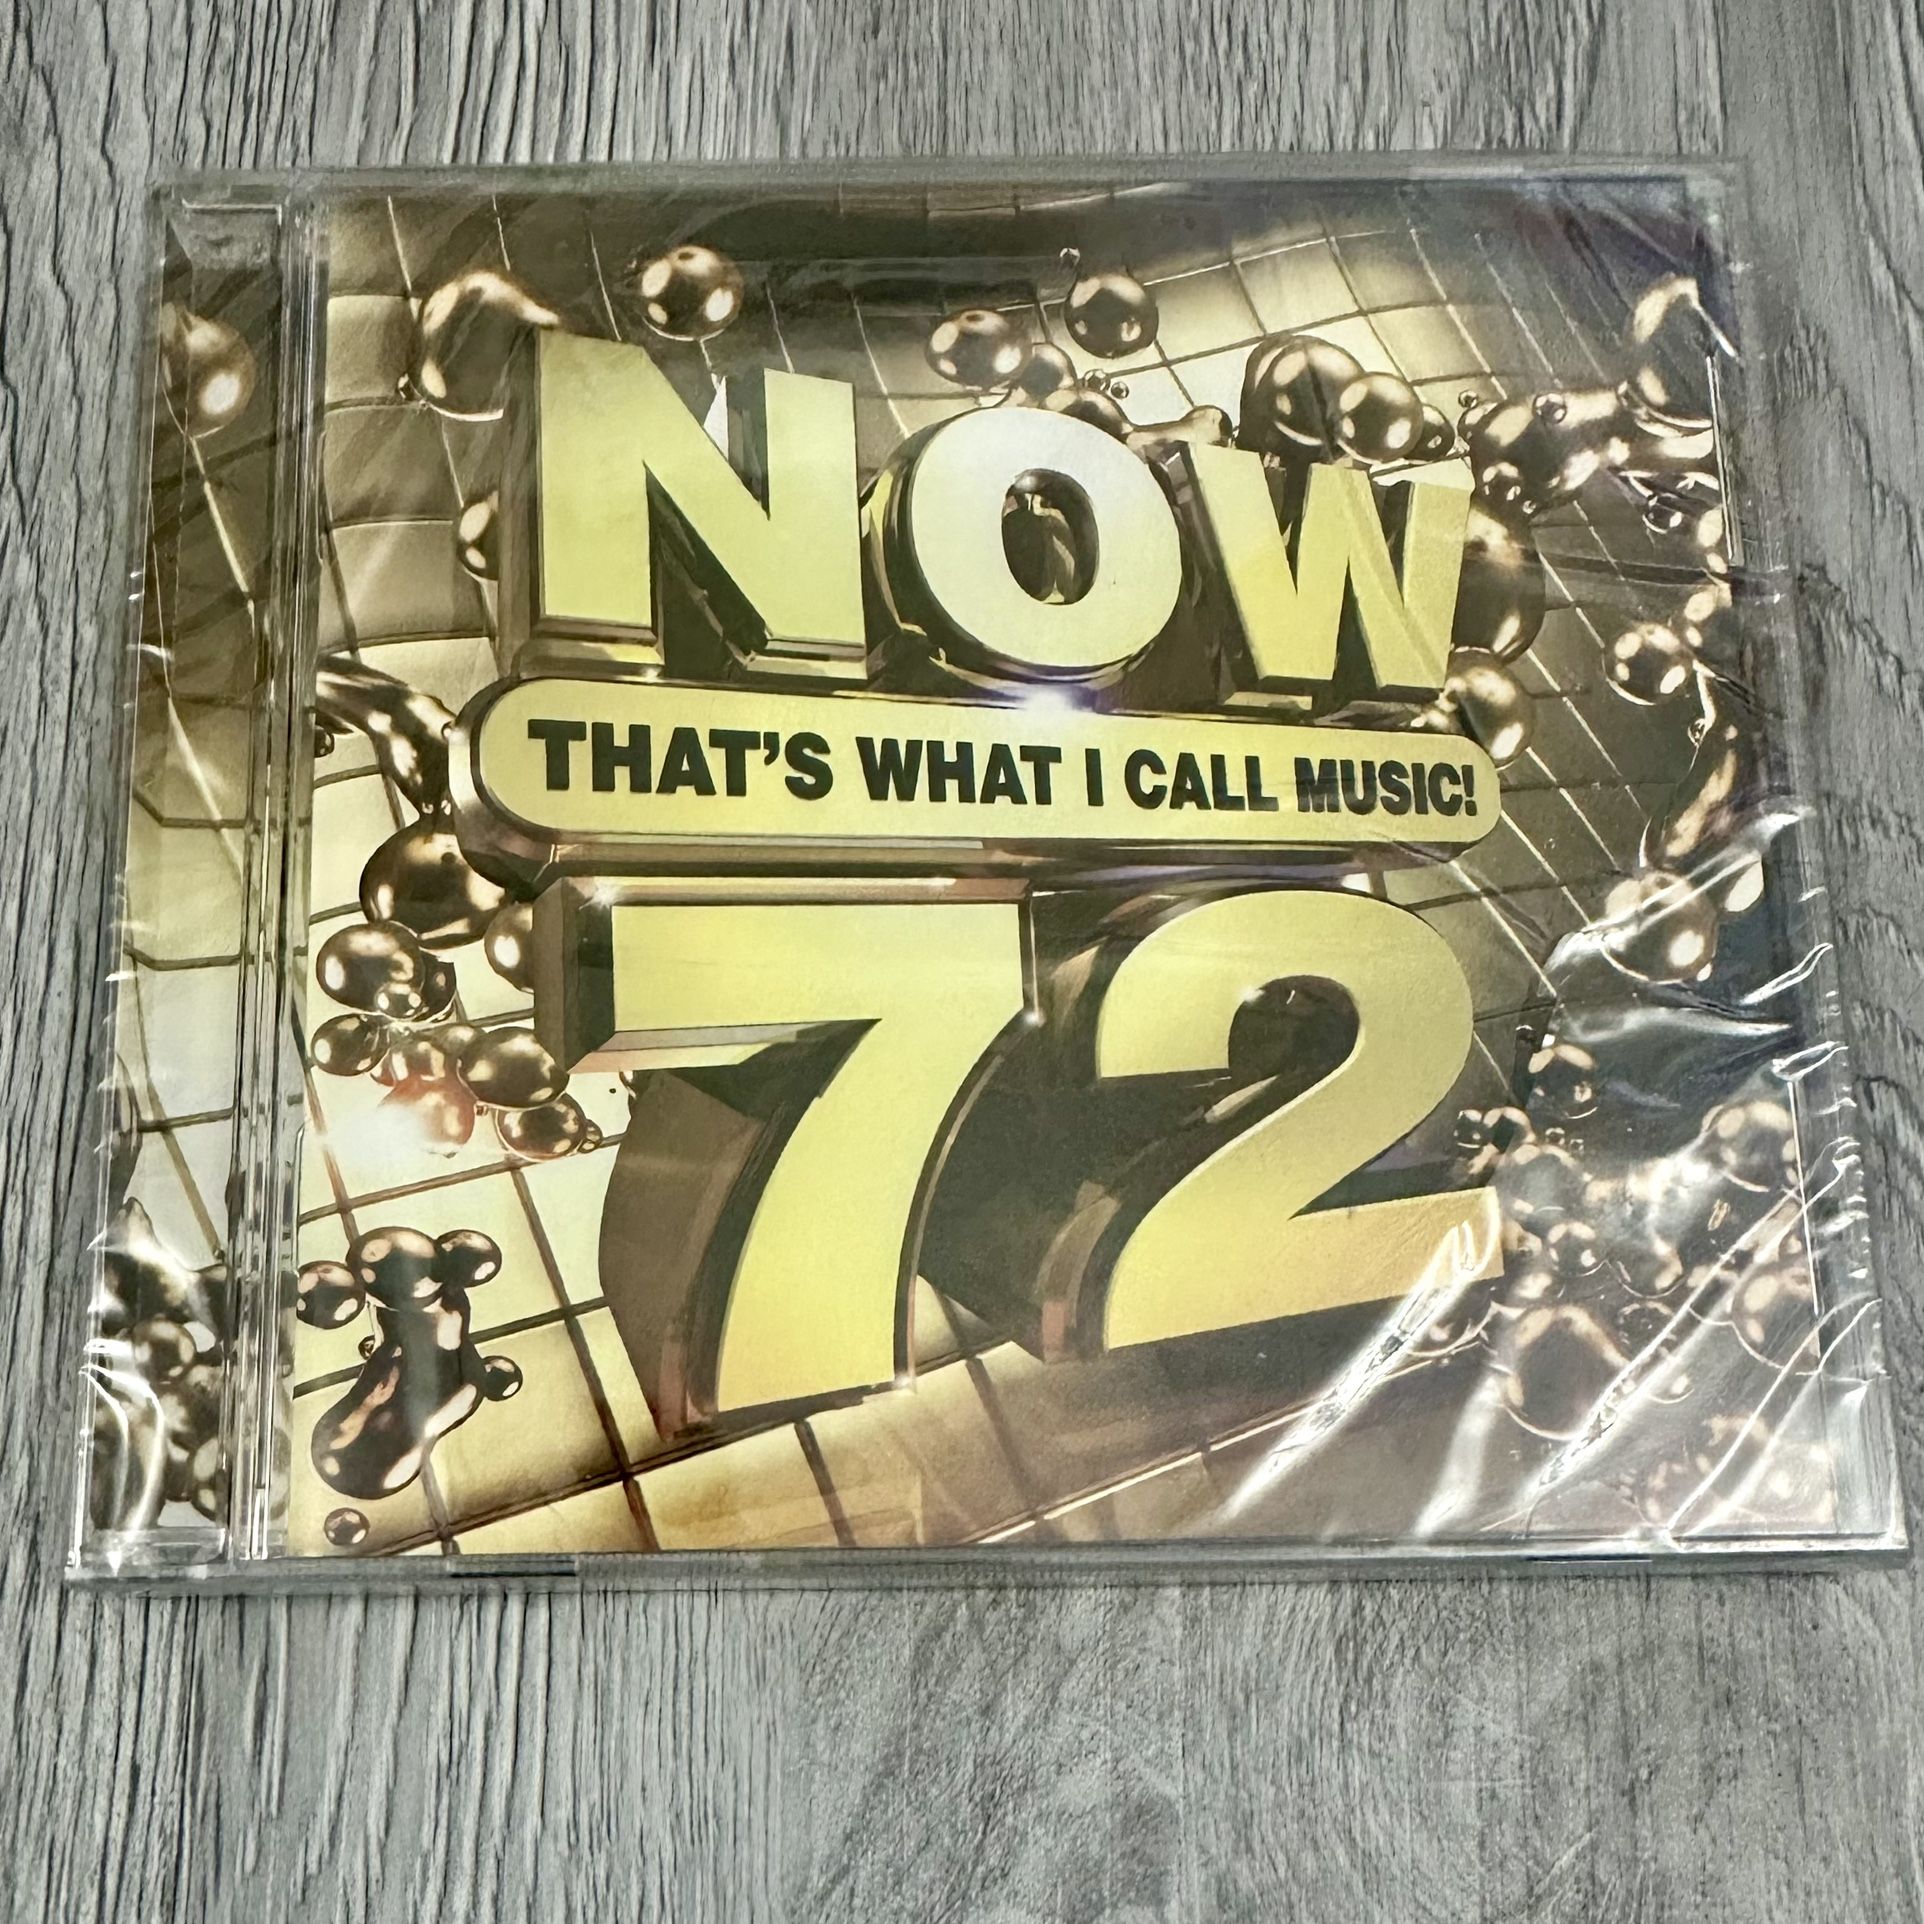 NOW
THAT'S WHAT I CALL MUSIC!
72